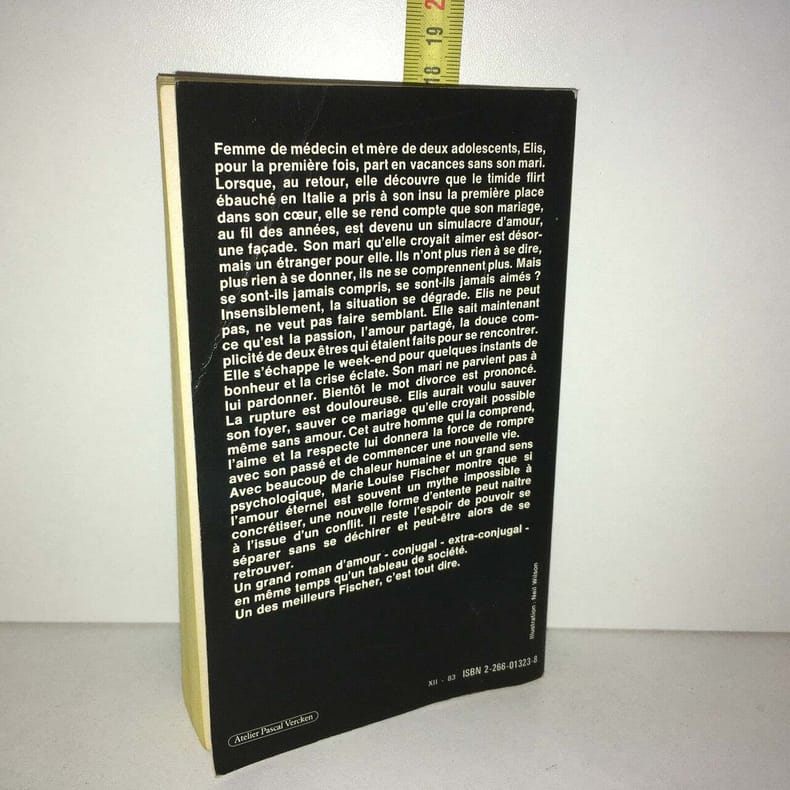 18 19 2
Femme de médecin et mère de deux adolescents, Elis,
pour la première fois, part en vacances sans son mari.
Lorsque, au retour, elle découvre que le timide flirt
ébauché en Italie a pris à son insu la première place
dans son cœur, elle se rend compte que son mariage,
au fil des années, est devenu un simulacre d'amour,
une façade. Son mari qu'elle croyait aimer est désor-
mais un étranger pour elle. Ils n'ont plus rien à se dire,
plus rien à se donner, ils ne se comprennent plus. Mais
se sont-ils jamais compris, se sont-ils jamais aimés ?
Insensiblement, la situation se dégrade. Elis ne peut
pas, ne veut pas faire semblant. Elle sait maintenant
ce qu'est la passion, l'amour partagé, la douce com-
plicité de deux êtres qui étaient faits pour se rencontrer.
Elle s'échappe le week-end pour quelques instants de
bonheur et la crise éclate. Son mari ne parvient pas à
lui pardonner. Bientôt le mot divorce est prononcé.
La rupture est douloureuse. Elis aurait voulu sauver
son foyer, sauver ce mariage qu'elle croyait possible
même sans amour. Cet autre homme qui la comprend,
l'aime et la respecte lui donnera la force de rompre
avec son passé et de commencer une nouvelle vie.
Avec beaucoup de chaleur humaine et un grand sens
psychologique, Marie Louise Fischer montre que si
l'amour éternel est souvent un mythe impossible à
concrétiser, une nouvelle forme d'entente peut naître
à l'issue d'un conflit. Il reste l'espoir de pouvoir se
séparer sans se déchirer et peut-être alors de se
retrouver.
Un grand roman d'amour - conjugal - extra-conjugal -
en même temps qu'un tableau de société.
Un des meilleurs Fischer, c'est tout dire.
Illustration : Neil Wilson
XII - 83 ISBN 2-266-01323-8
Atelier Pascal Vercken